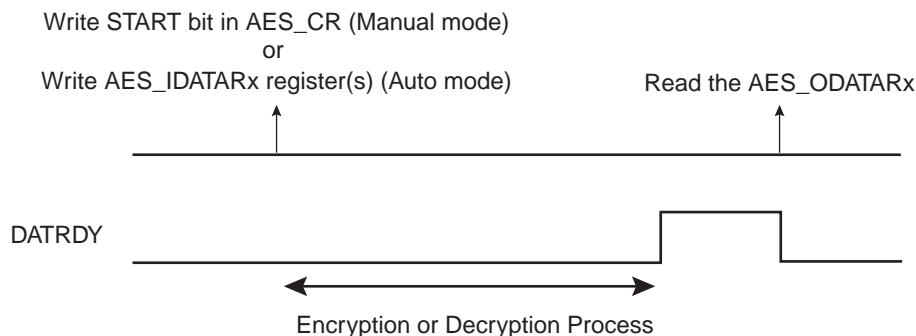 Write START bit in AES_CR (Manual mode)
or
Write AES_IDATARx register(s) (Auto mode)
Read the AES_ODATARx
DATRDY
Encryption or Decryption Process